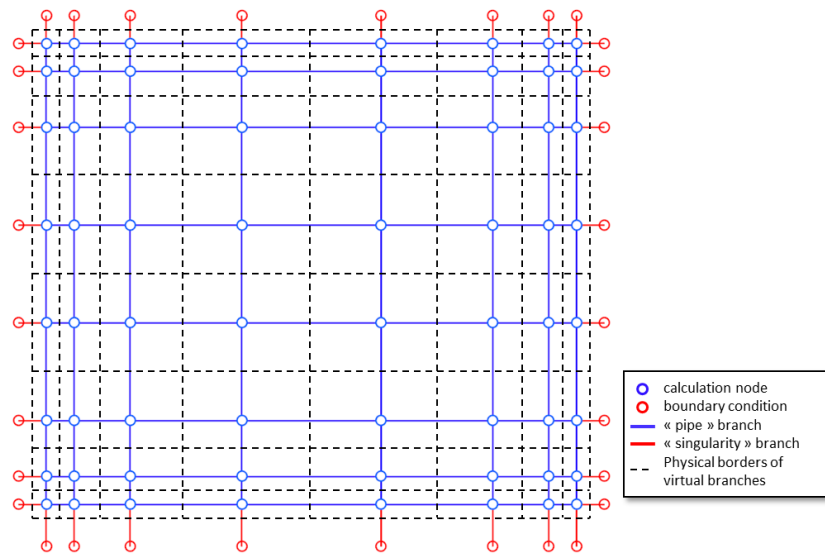 calculation node
boundary condition
« pipe » branch
« singularity » branch
Physical borders of
virtual branches